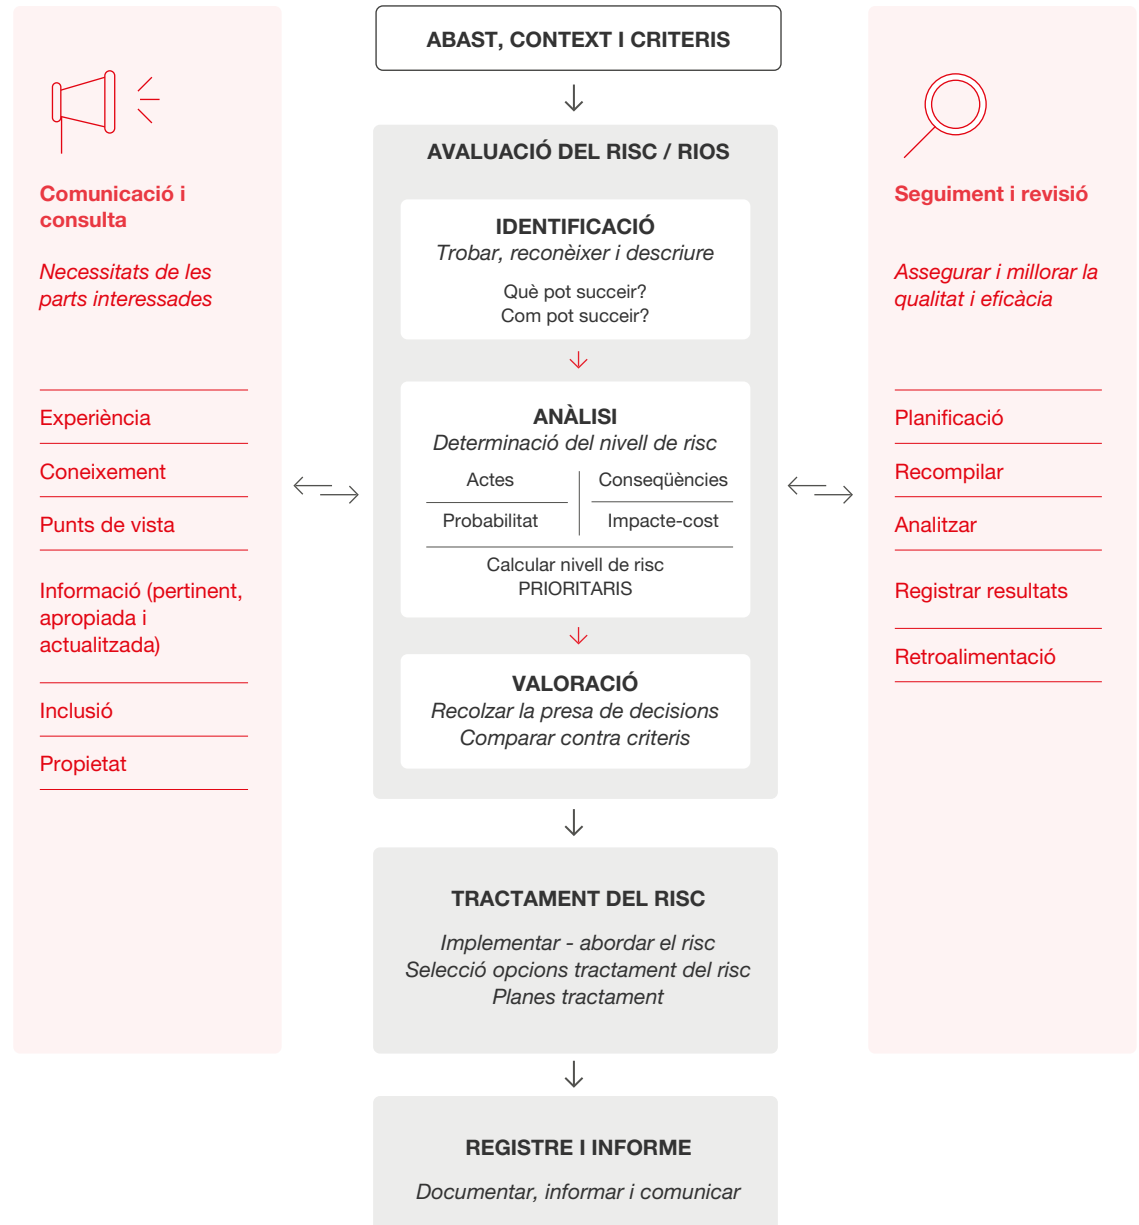 ABAST, CONTEXT I CRITERIS
Comunicació i
consulta
Necessitats de les
parts interessades
Experiència
Coneixement
Punts de vista
Informació (pertinent,
apropiada i
actualitzada)
Inclusió
Propietat
AVALUACIÓ DEL RISC / RIOS
IDENTIFICACIÓ
Trobar, reconèixer i descriure
Què pot succeir?
Com pot succeir?
ANÀLISI
Determinació del nivell de risc
Actes
Conseqüències
Probabilitat
Impacte-cost
Calcular nivell de risc
PRIORITARIS
VALORACIÓ
Recolzar la presa de decisions
Comparar contra criteris
TRACTAMENT DEL RISC
Implementar - abordar el risc
Selecció opcions tractament del risc
Planes tractament
REGISTRE I INFORME
Documentar, informar i comunicar
Seguiment i revisió
Assegurar i millorar la
qualitat i eficàcia
Planificació
Recompilar
Analitzar
Registrar resultats
Retroalimentació